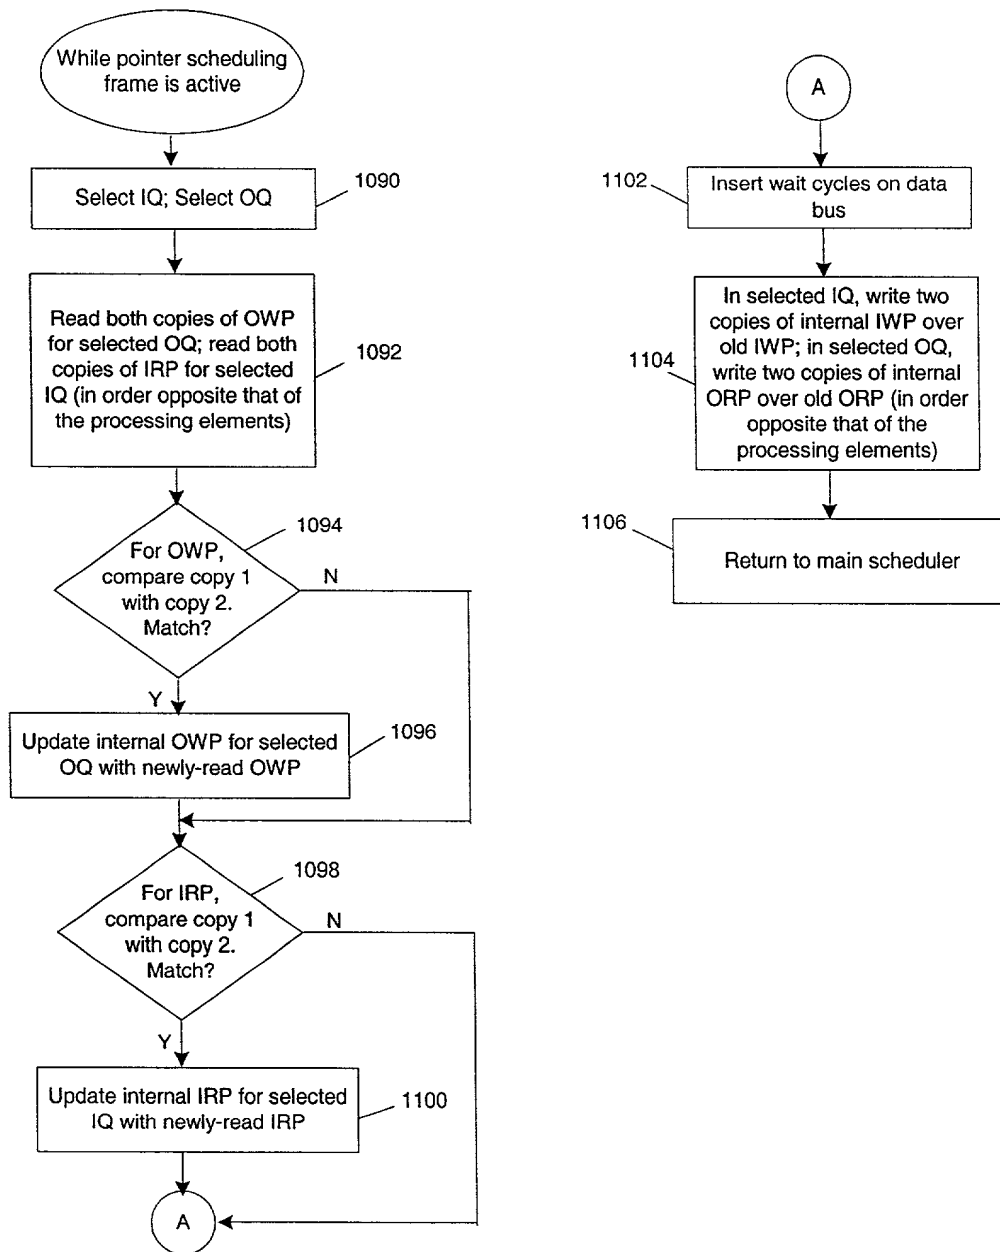 While pointer scheduling
frame is active
1090
Select IQ; Select OQ
Read both copies of OWP
for selected OQ; read both
copies of IRP for selected
IQ (in order opposite that of
the processing elements)
1092
1094
For OWP,
compare copy 1
with copy 2.
Match?
N
Y
1096
Update internal OWP for selected
OQ with newly-read OWP
1098
For IRP,
compare copy 1
with copy 2.
Match?
N
Y
Update internal IRP for selected
IQ with newly-read IRP
1100
A
A
1102
Insert wait cycles on data
bus
In selected IQ, write two
copies of internal IWP over
old IWP; in selected OQ,
write two copies of internal
ORP over old ORP (in order
opposite that of the
processing elements)
1104
1106
Return to main scheduler